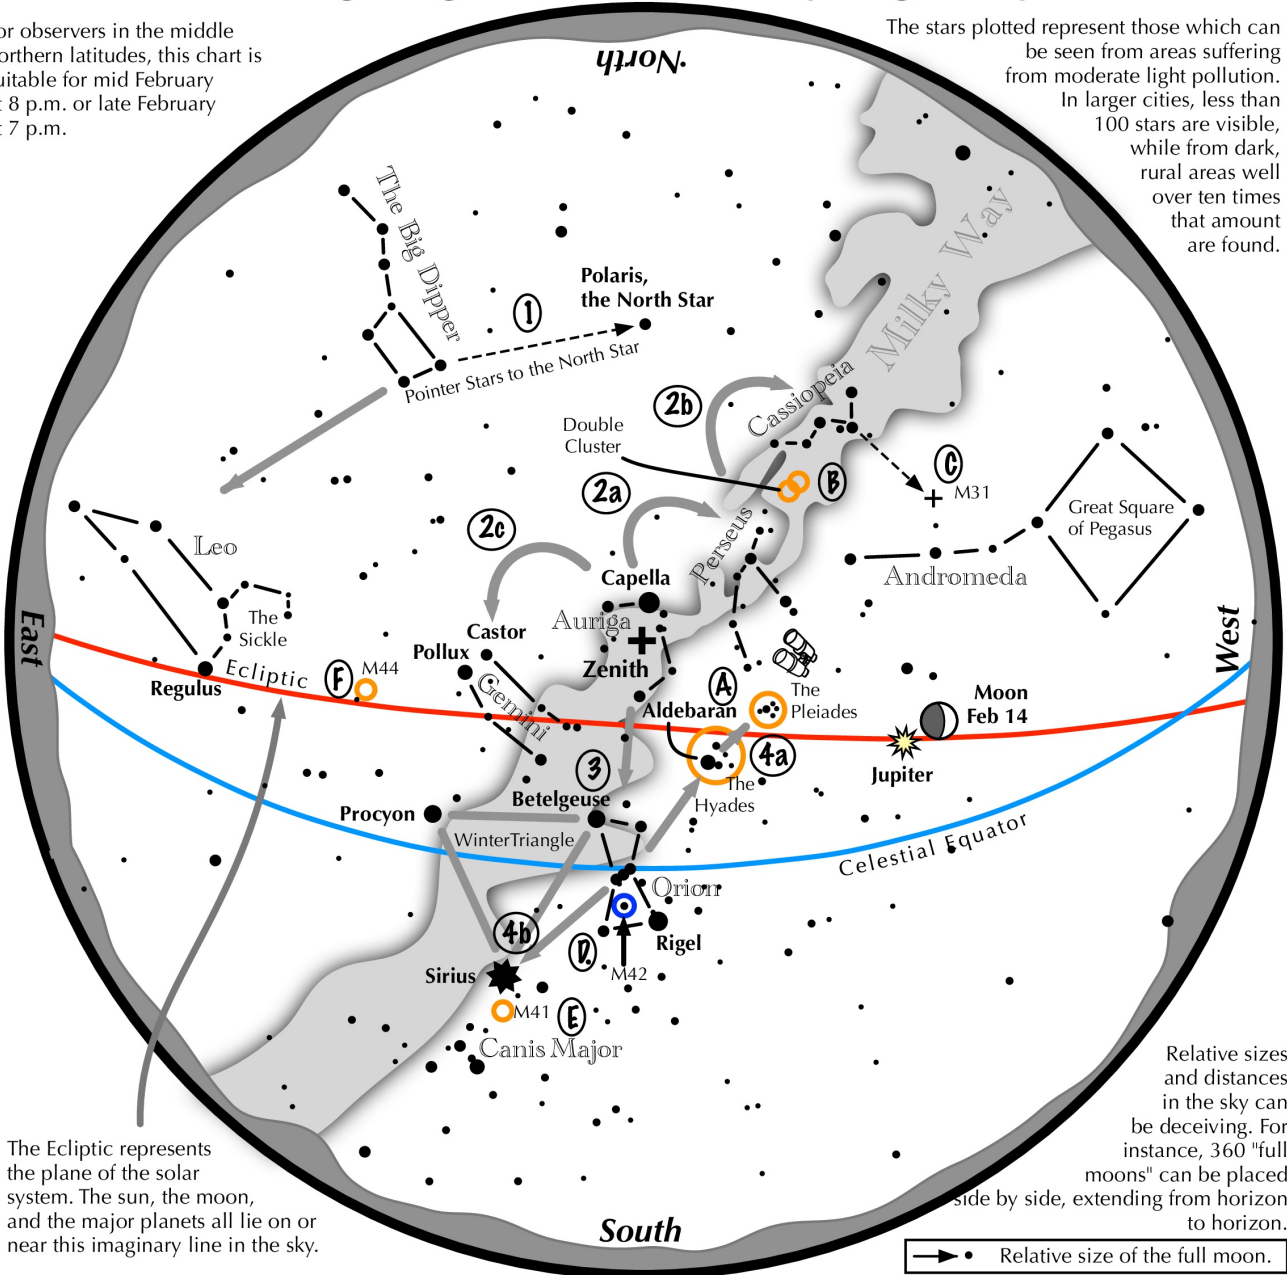 or observers in the middle
orthern latitudes, this chart is
uitable for mid February
t 8 p.m. or late February
t 7 p.m.
The stars plotted represent those which can
be seen from areas suffering
from moderate light pollution.
In larger cities, less than
100 stars are visible,
while from dark,
rural areas well
over ten times
that amount
are found.
North
The Big Dipper
Milky Way
Polaris,
the North Star
1
Pointer Stars to the North Star
2b
Cassiopeia
Double
Cluster
B
C
M31
2a
2c
Great Square
of Pegasus
Leo
Perseus
Andromeda
Capella
Auriga
The
Sickle
East
West
Castor
Pollux
Zenith
Regulus
Ecliptic
F
M44
Gemini
A
The
Pleiades
Aldebaran
Moon
Feb 14
4a
Jupiter
3
The
Hyades
Betelgeuse
Procyon
WinterTriangle
Celestial Equator
Orion
4b
D.
Rigel
Sirius
M42
M41
E
Canis Major
The Ecliptic represents
the plane of the solar
system. The sun, the moon,
and the major planets all lie on or
near this imaginary line in the sky.
South
Relative sizes
and distances
in the sky can
be deceiving. For
instance, 360 "full
moons" can be placed
side by side, extending from horizon
to horizon.
Relative size of the full moon.